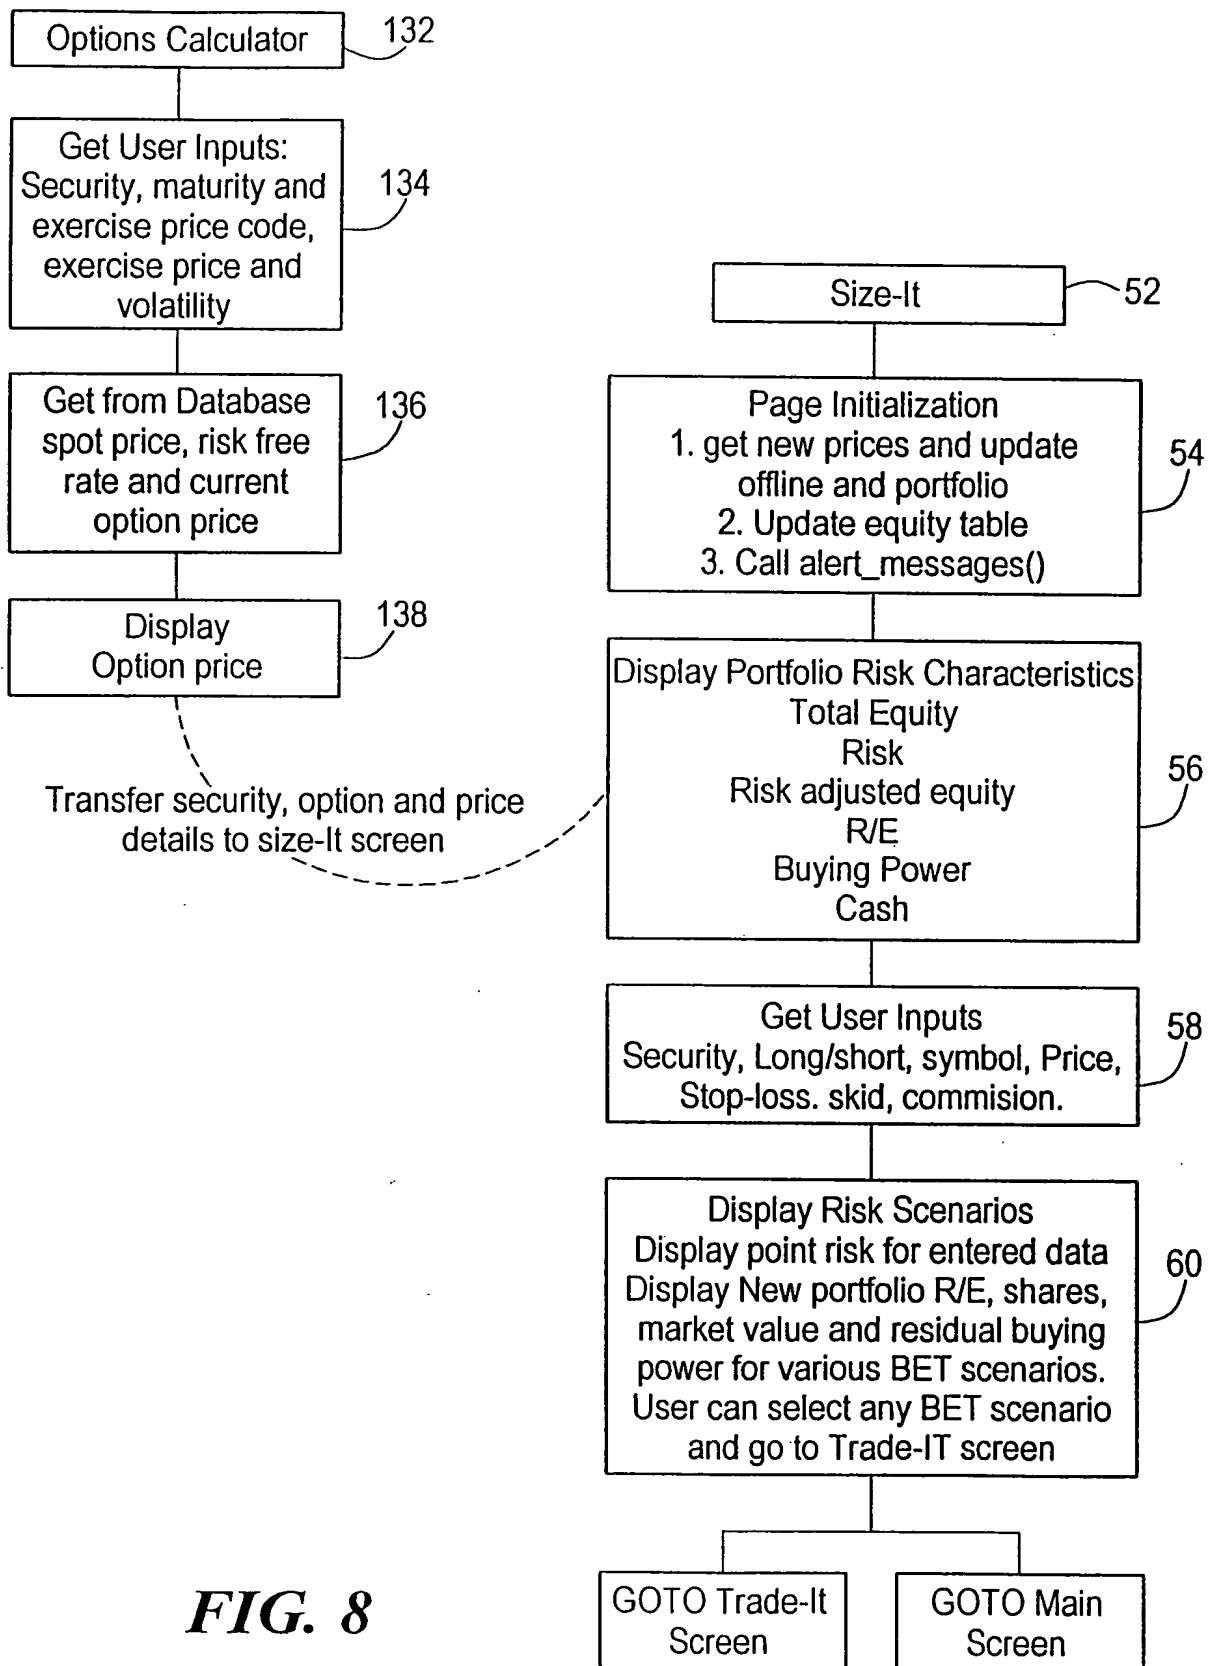 Options Calculator
132
Get User Inputs:
Security, maturity and
exercise price code,
exercise price and
volatility
134
Get from Database
spot price, risk free
rate and current
option price
136
Display
Option price
138
Transfer security, option and price
details to size-It screen
Size-It
52
Page Initialization
1. get new prices and update
offline and portfolio
2. Update equity table
3. Call alert_messages()
54
Display Portfolio Risk Characteristics
Total Equity
Risk
Risk adjusted equity
R/E
Buying Power
Cash
56
Get User Inputs
Security, Long/short, symbol, Price,
Stop-loss. skid, commision.
58
Display Risk Scenarios
Display point risk for entered data
Display New portfolio R/E, shares,
market value and residual buying
power for various BET scenarios.
User can select any BET scenario
and go to Trade-IT screen
60
GOTO Trade-It
Screen
GOTO Main
Screen
FIG. 8